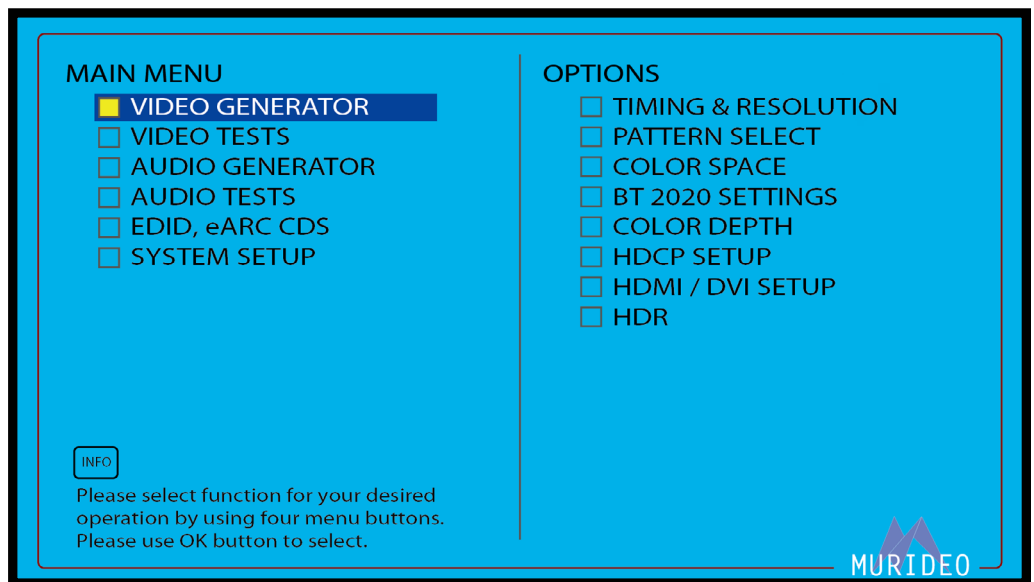 MAIN MENU
VIDEO GENERATOR
VIDEO TESTS
AUDIO GENERATOR
AUDIO TESTS
EDID, eARC CDS
SYSTEM SETUP
INFO
Please select function for your desired
operation by using four menu buttons.
Please use OK button to select.
OPTIONS
TIMING & RESOLUTION
PATTERN SELECT
COLOR SPACE
BT 2020 SETTINGS
COLOR DEPTH
HDCP SETUP
HDMI / DVI SETUP
HDR
MURIDEO